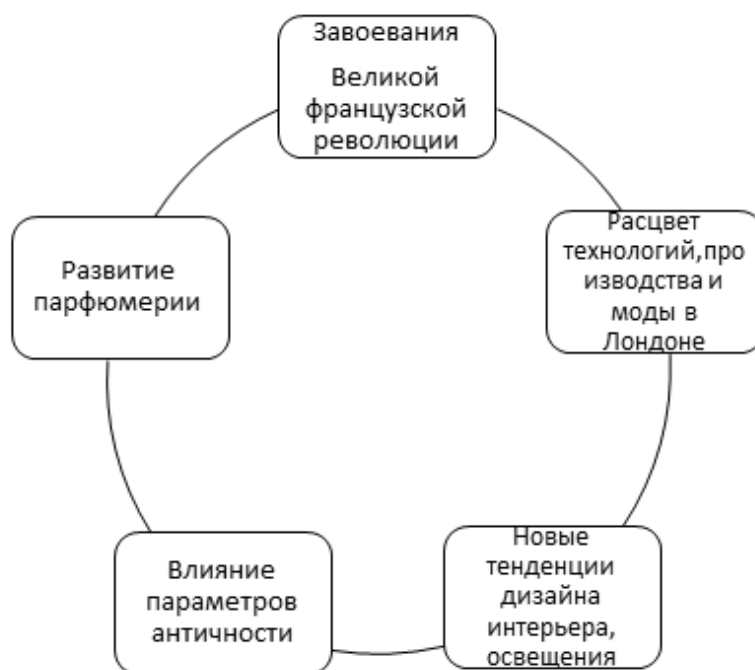 Завоевания
Великой
французской
революции
Расцвет
технологий,про
изводства и
моды в
Лондоне
Новые
тенденции
дизайна
интерьера,
освещения
Влияние
параметров
античности
Развитие
парфюмерии